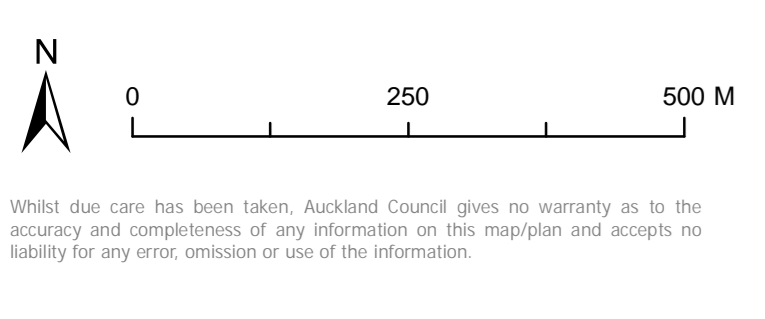 N
0 250 500 M
Whilst due care has been taken, Auckland Council gives no warranty as to the
accuracy and completeness of any information on this map/plan and accepts no
liability for any error, omission or use of the information.